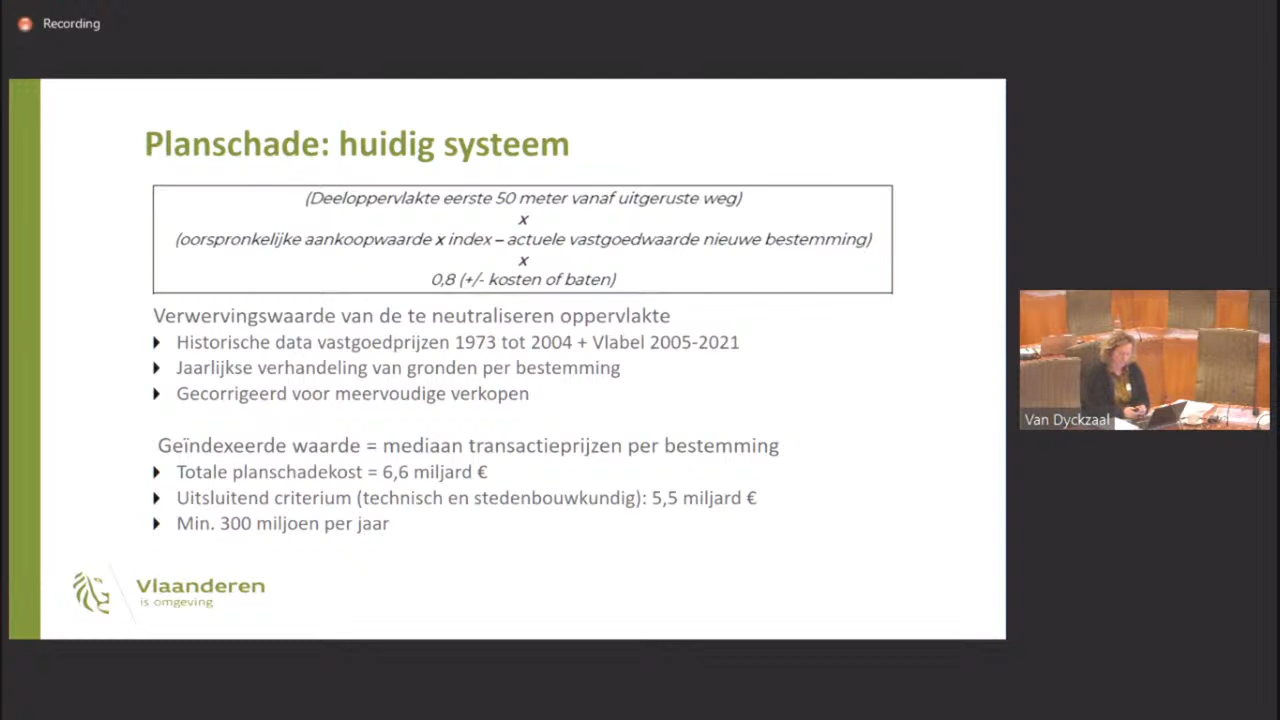 Recording
Planschade: huidig systeem
(Deeloppervlakte eerste 50 meter vanaf uitgeruste weg)
x
(oorspronkelijke aankoopwaarde x index – actuele vastgoedwaarde nieuwe bestemming)
x
0,8 (+/- kosten of baten)
Verwervingswaarde van de te neutraliseren oppervlakte
Historische data vastgoedprijzen 1973 tot 2004 + Vlabel 2005-2021
Jaarlijkse verhandeling van gronden per bestemming
Gecorrigeerd voor meervoudige verkopen
Geïndexeerde waarde = mediaan transactieprijzen per bestemming
Totale planschadekost = 6,6 miljard €
Uitsluitend criterium (technisch en stedenbouwkundig): 5,5 miljard €
Min. 300 miljoen per jaar
Vlaanderen
is omgeving
Van Dyckzaal